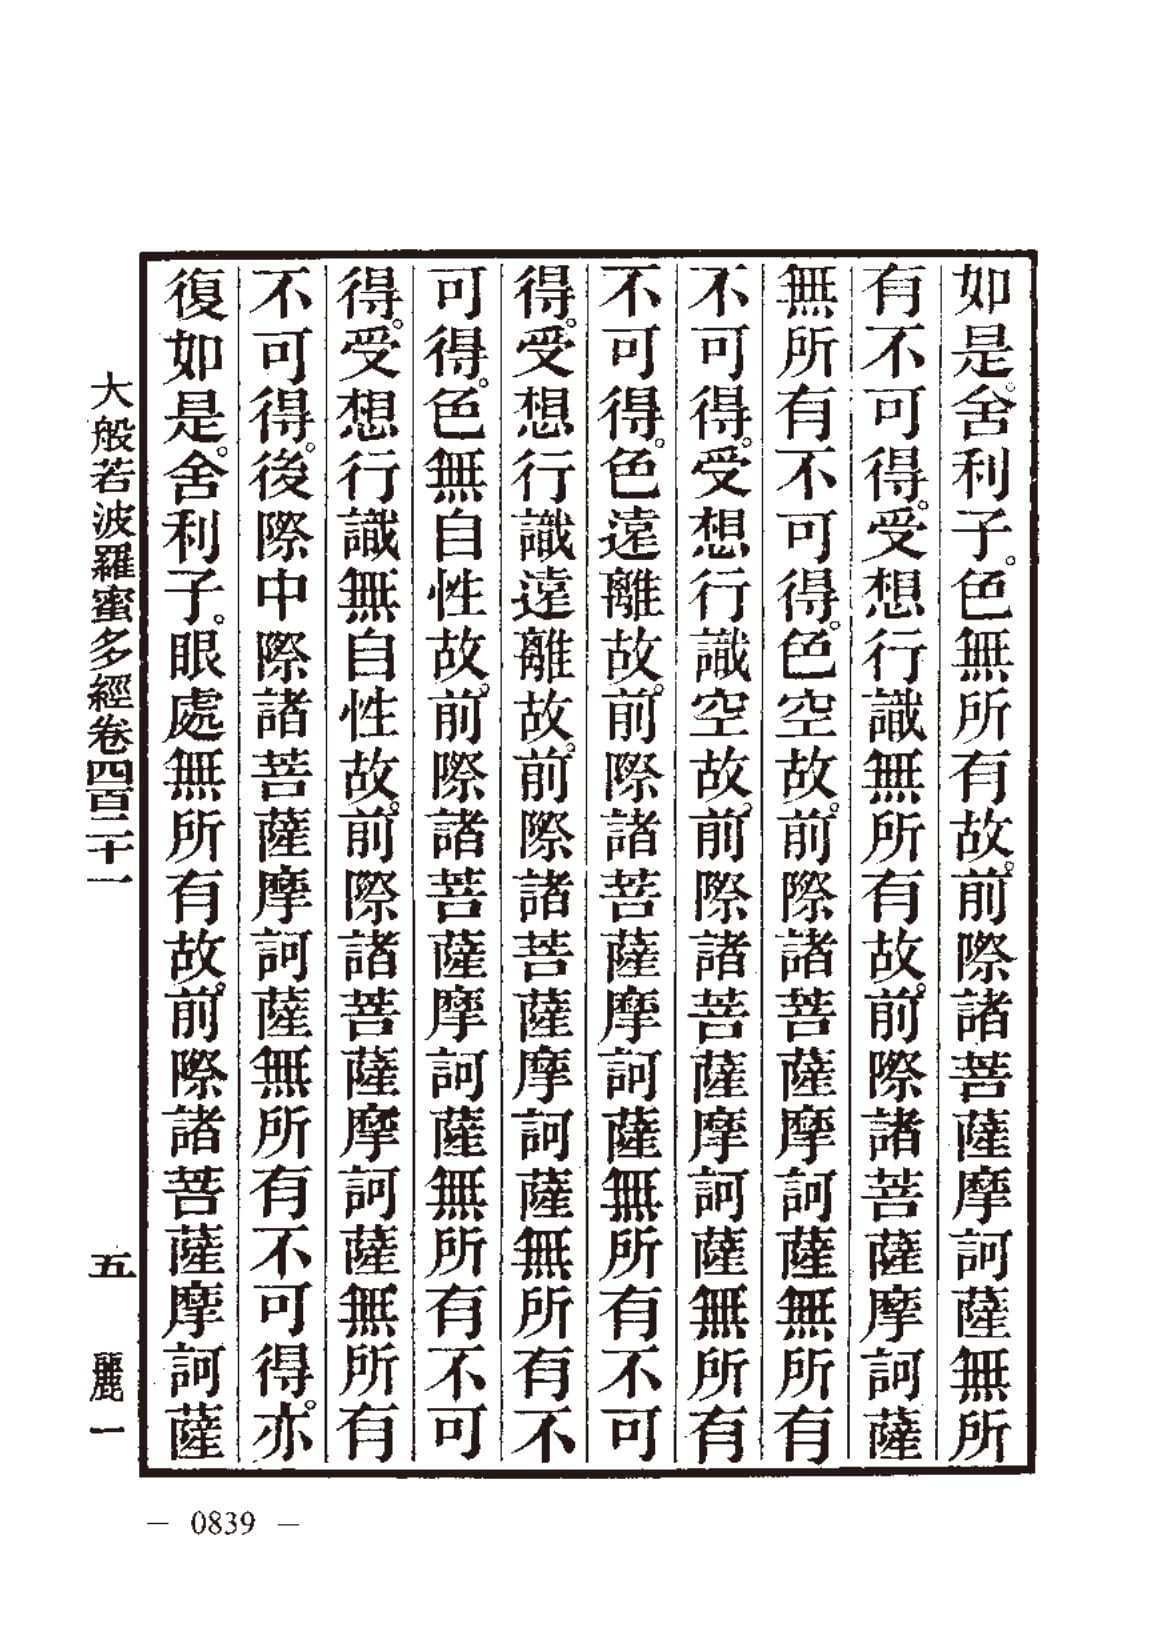 如是。舍利子。色無所有故。前際諸菩薩摩訶薩無所
有不可得。受想行識無所有故。前際諸菩薩摩訶薩
無所有不可得。色空故。前際諸菩薩摩訶薩無所有
不可得。受想行識空故。前際諸菩薩摩訶薩無所有
不可得。色遠離故。前際諸菩薩摩訶薩無所有不可
得。受想行識遠離故。前際諸菩薩摩訶薩無所有不
可得。色無自性故。前際諸菩薩摩訶薩無所有不可
得。受想行識無自性故。前際諸菩薩摩訶薩無所有
不可得。後際中際諸菩薩摩訶薩無所有不可得。亦
復如是。舍利子。眼處無所有故。前際諸菩薩摩訶薩
大般若波羅蜜多經卷四百二十一 五 麗一
— 0839 —